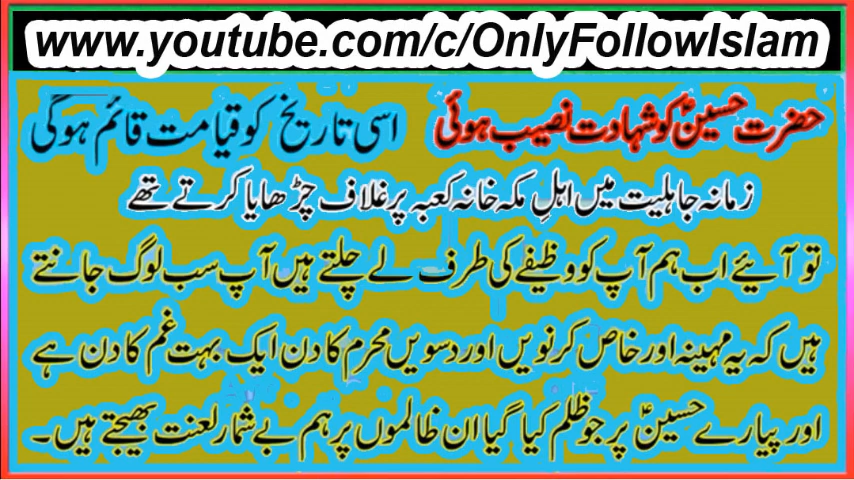 www.youtube.com/c/OnlyFollowIslam
حضرت حسینؑ کو شہادت نصیب ہوئی اسی تاریخ کو قیامت قائم ہوگی
زمانہ جاہلیت میں اہلِ مکہ خانہ کعبہ پر غلاف چڑھایا کرتے تھے
تو آئیے اب ہم آپ کو وظیفے کی طرف لے چلتے ہیں آپ سب لوگ جانتے
ہیں کہ یہ مہینہ اور خاص کر نویں اور دسویں محرم کا دن ایک بہت غم کا دن ہے
اور پیارے حسینؑ پر جو ظلم کیا گیا ان ظالموں پر ہم بے شمار لعنت بھیجتے ہیں۔